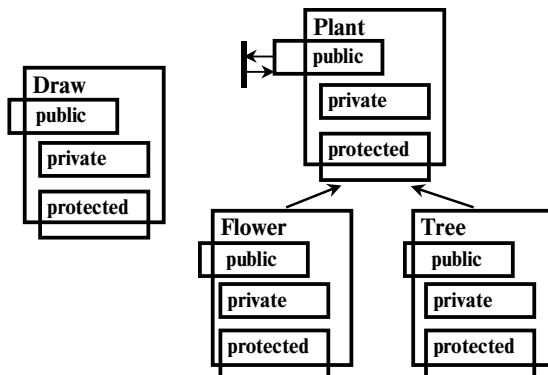 Plant
public
private
protected
Draw
public
private
protected
Flower
public
private
protected
Tree
public
private
protected